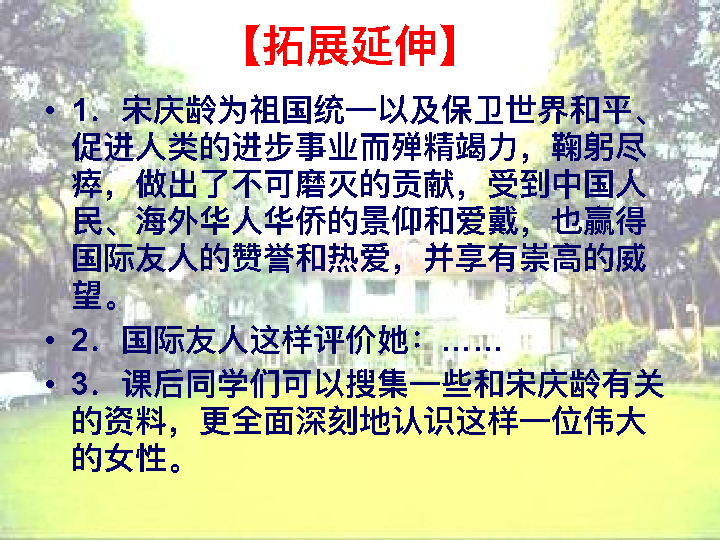 【拓展延伸】
• 1．宋庆龄为祖国统一以及保卫世界和平、
促进人类的进步事业而殚精竭力，鞠躬尽
瘁，做出了不可磨灭的贡献，受到中国人
民、海外华人华侨的景仰和爱戴，也赢得
国际友人的赞誉和热爱，并享有崇高的威
望。
• 2．国际友人这样评价她：……
• 3．课后同学们可以搜集一些和宋庆龄有关
的资料，更全面深刻地认识这样一位伟大
的女性。